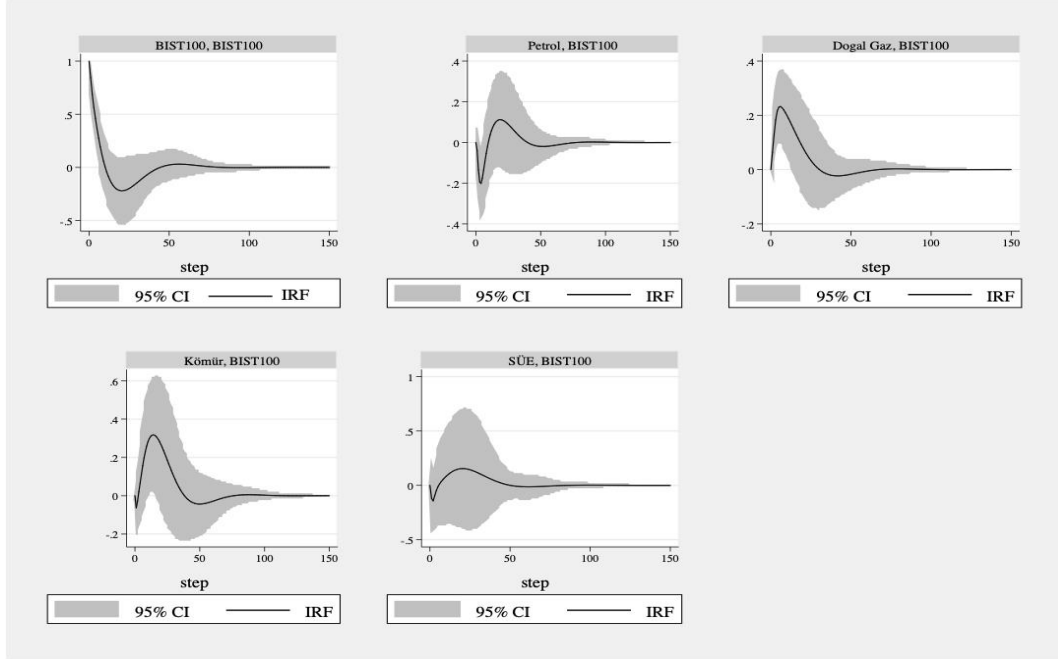 BIST100, BIST100
1
.5
0
-.5
0 50 100 150
step
95% CI IRF
Petrol, BIST100
.4
.2
0
-.2
-.4
0 50 100 150
step
95% CI IRF
Dogal Gaz, BIST100
.4
.2
0
-.2
0 50 100 150
step
95% CI IRF
Kömür, BIST100
.6
.4
.2
0
-.2
0 50 100 150
step
95% CI IRF
SÜE, BIST100
1
.5
0
-.5
0 50 100 150
step
95% CI IRF